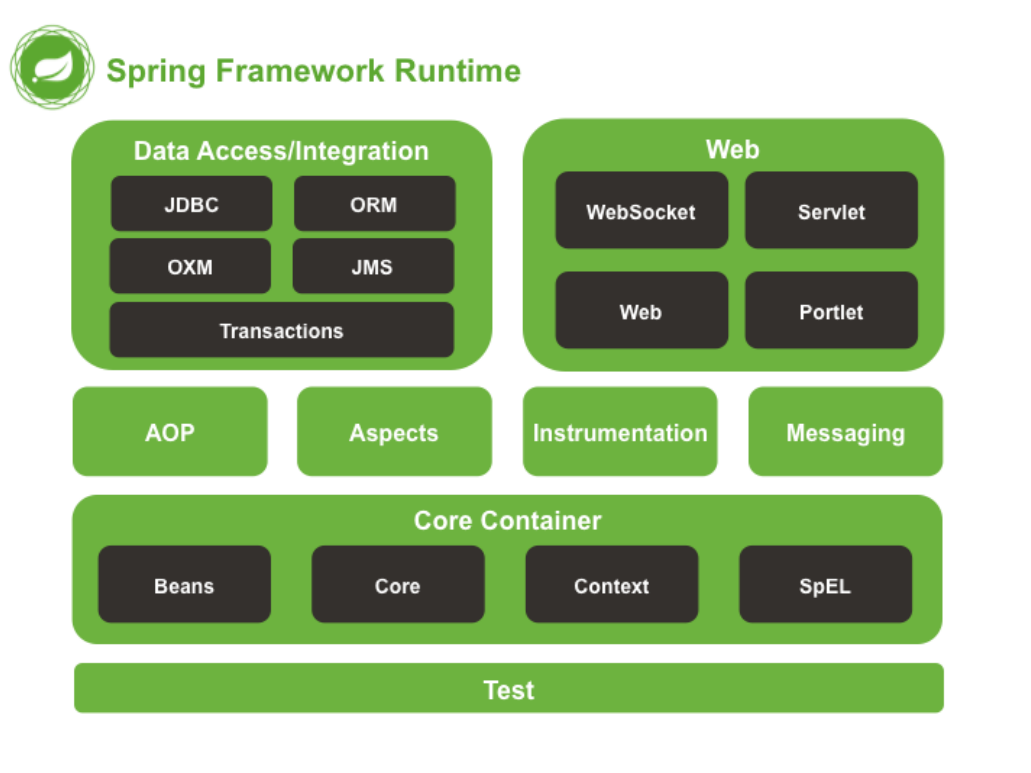 Spring Framework Runtime
Data Access/Integration
JDBC
ORM
OXM
JMS
Transactions
Web
WebSocket
Servlet
Web
Portlet
AOP
Aspects
Instrumentation
Messaging
Core Container
Beans
Core
Context
SpEL
Test